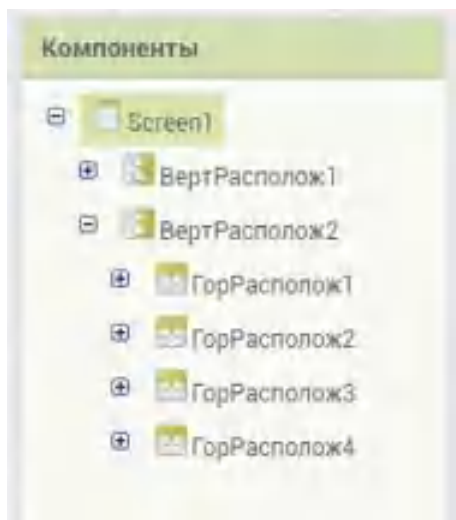 Компоненты
Screen1
ВертРасполож1
ВертРасполож2
ГорРасполож1
ГорРасполож2
ГорРасполож3
ГорРасполож4